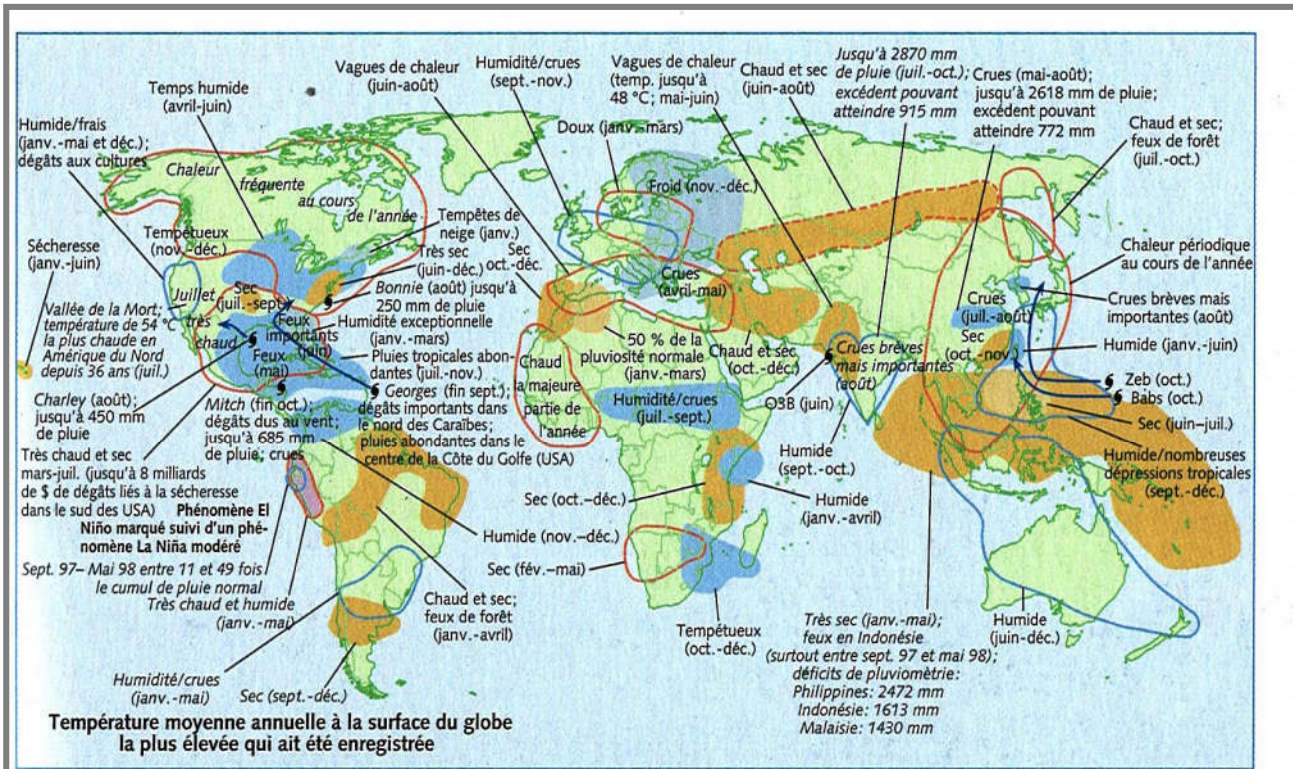 Temps humide
(avril-juin)
Vagues de chaleur
(juin-août)
Humidité/crues
(sept.-nov.)
Vagues de chaleur
(temp. jusqu'à
48 °C; mai-juin)
Chaud et sec
(juin-août)
Jusqu'à 2870 mm
de pluie (juil.-oct.);
excédent pouvant
atteindre 915 mm
Crues (mai-août);
jusqu'à 2618 mm de pluie;
excédent pouvant
atteindre 772 mm
Chaud et sec;
feux de forêt
(juil.-oct.)
Humide/frais
(janv.-mai et déc.);
dégâts aux cultures
Doux (janv.-mars)
Froid (nov.-déc.)
Chaleur
fréquente
au cours
de l'année
Tempétueux
(nov.-déc.)
Tempêtes de
neige (janv.)
Sécheresse
(janv.-juin)
Très sec
(juin-déc.)
Sec
oct.-déc.
Bonnie (août) jusqu'à
250 mm de pluie
Crues
(avril-mai)
Chaleur périodique
au cours de l'année
Juillet
très
chaud
Sec
(juil.-sept.)
Vallée de la Mort;
température de 54 °C
la plus chaude en
Amérique du Nord
depuis 36 ans (juil.)
Feux
importants
(juin)
Humidité exceptionnelle
(janv.-mars)
Feux
(mai)
Pluies tropicales abon-
dantes (juil.-nov.)
50 % de la
pluviosité normale
(janv.-mars)
Chaud et sec
(oct.-déc.)
Crues brèves
mais importantes
(août)
Crues
(juil.-août)
Sec
(oct.-nov.)
Crues brèves mais
importantes (août)
Humide (janv.-juin)
Charley (août);
jusqu'à 450 mm
de pluie
Mitch (fin oct.);
dégâts dus au vent;
jusqu'à 685 mm
de pluie; crues
Georges (fin sept.);
dégâts importants dans
le nord des Caraïbes;
pluies abondantes dans le
centre de la Côte du Golfe (USA)
Chaud
la majeure
partie de
l'année
Humidité/crues
(juil.-sept.)
O3B (juin)
Zeb (oct.)
Babs (oct.)
Sec (juin-juil.)
Humide
(sept.-oct.)
Humide/nombreuses
dépressions tropicales
(sept.-déc.)
Très chaud et sec
mars-juil. (jusqu'à 8 milliards
de $ de dégâts liés à la sécheresse
dans le sud des USA)
Phénomène El
Niño marqué suivi d'un phé-
nomène La Niña modéré
Sept. 97– Mai 98 entre 11 et 49 fois
le cumul de pluie normal
Très chaud et humide
(janv.-mai)
Humide (nov.–déc.)
Sec (oct.–déc.)
Humide
(janv.-avril)
Sec (fév.–mai)
Chaud et sec;
feux de forêt
(janv.-avril)
Tempétueux
(oct.-déc.)
Très sec (janv.-mai);
feux en Indonésie
(surtout entre sept. 97 et mai 98);
déficits de pluviomètrie:
Philippines: 2472 mm
Indonésie: 1613 mm
Malaisie: 1430 mm
Humide
(juin-déc.)
Humidité/crues
(janv.-mai)
Sec (sept.-déc.)
Température moyenne annuelle à la surface du globe
la plus élevée qui ait été enregistrée